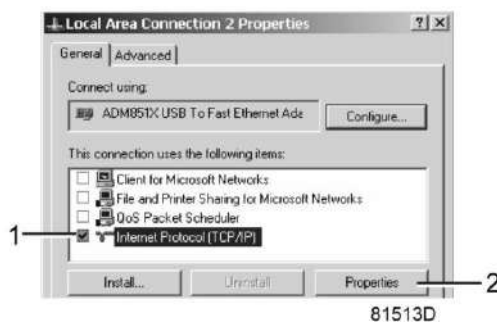 Local Area Connection 2 Properties
General Advanced
Connect using:
ADM851X USB To Fast Ethernet Ada Configure...
This connection uses the following items:
Client for Microsoft Networks
File and Printer Sharing for Microsoft Networks
QoS Packet Scheduler
1 Internet Protocol (TCP/IP)
Install... Uninstall Properties 2
81513D